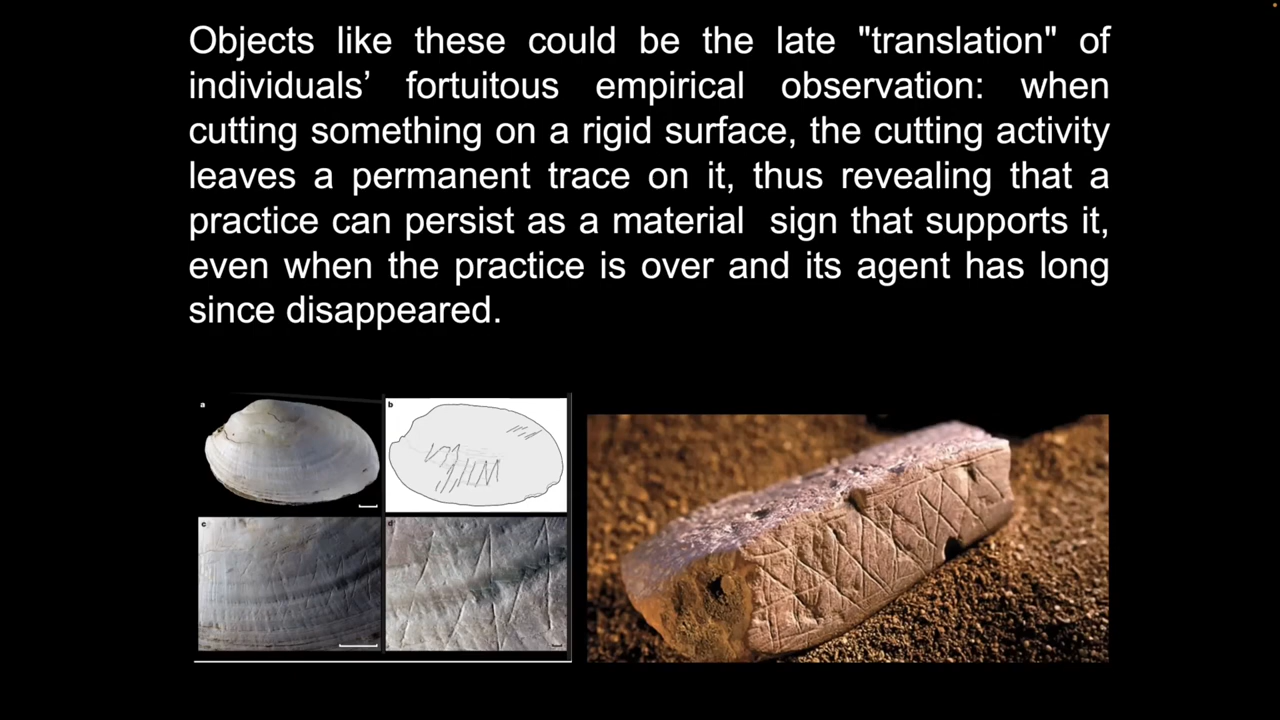 Objects like these could be the late "translation" of
individuals’ fortuitous empirical observation: when
cutting something on a rigid surface, the cutting activity
leaves a permanent trace on it, thus revealing that a
practice can persist as a material sign that supports it,
even when the practice is over and its agent has long
since disappeared.
a
b
c
d